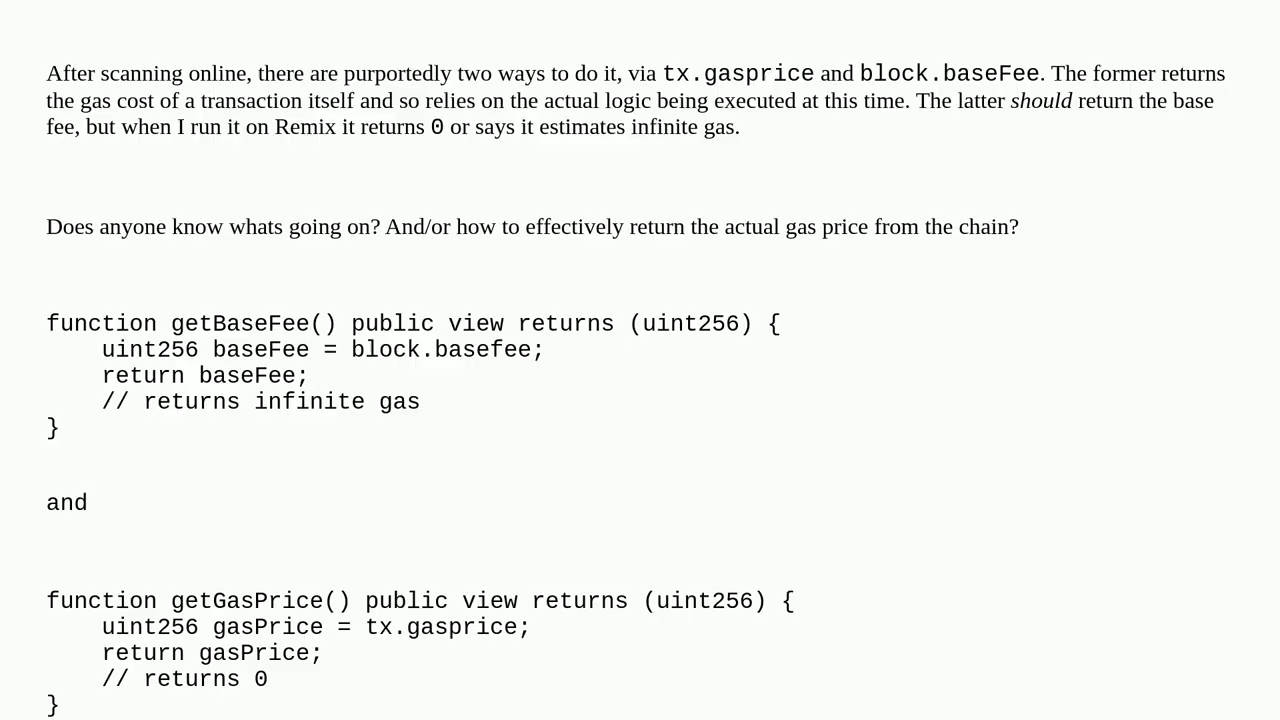 After scanning online, there are purportedly two ways to do it, via tx.gasprice and block.baseFee. The former returns
the gas cost of a transaction itself and so relies on the actual logic being executed at this time. The latter should return the base
fee, but when I run it on Remix it returns 0 or says it estimates infinite gas.
Does anyone know whats going on? And/or how to effectively return the actual gas price from the chain?
function getBaseFee() public view returns (uint256) {
    uint256 baseFee = block.basefee;
    return baseFee;
    // returns infinite gas
}
and
function getGasPrice() public view returns (uint256) {
    uint256 gasPrice = tx.gasprice;
    return gasPrice;
    // returns 0
}